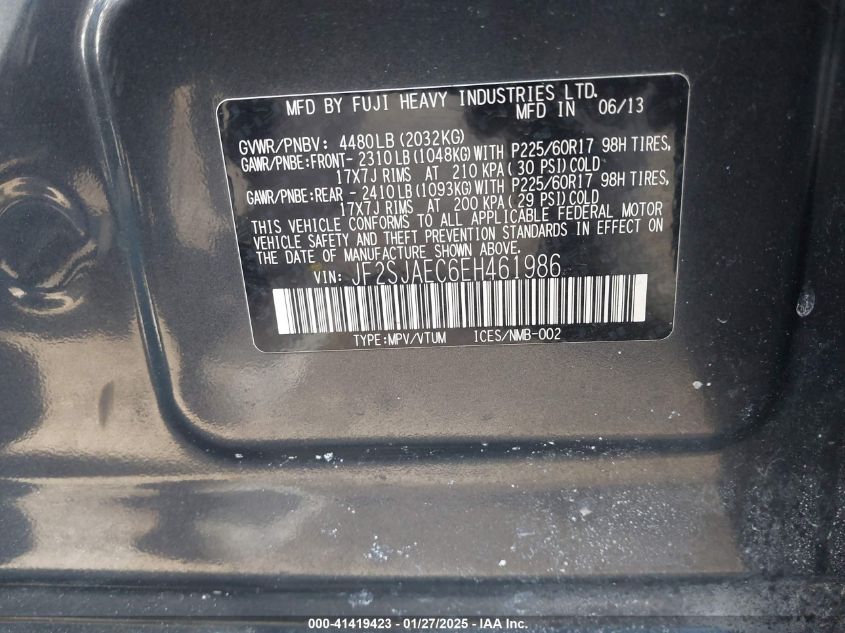 MFD BY FUJI HEAVY INDUSTRIES LTD.
MFD IN 06/13
GVWR/PNBV: 4480LB(2032KG)
GAWR/PNBE:FRONT- 2310LB(1048KG)WITH P225/60R17 98H TIRES,
17X7J RIMS AT 210 KPA( 30 PSI)COLD
GAWR/PNBE:REAR - 2410LB(1093KG)WITH P225/60R17 98H TIRES,
17X7J RIMS AT 200 KPA( 29 PSI)COLD
THIS VEHICLE CONFORMS TO ALL APPLICABLE FEDERAL MOTOR
VEHICLE SAFETY AND THEFT PREVENTION STANDARDS IN EFFECT ON
THE DATE OF MANUFACTURE SHOWN ABOVE.
VIN: JF2SJAEC6EH461986
TYPE:MPV/VTUM ICES/NMB-002
000-41419423 - 01/27/2025 - IAA Inc.